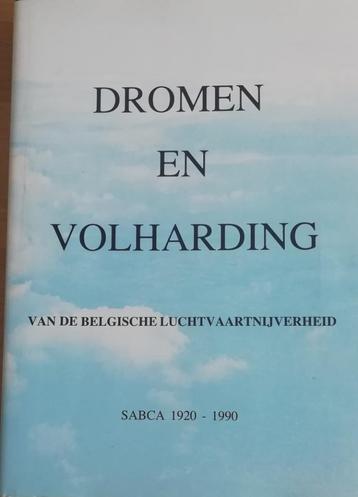 DROMEN
EN
VOLHARDING
VAN DE BELGISCHE LUCHTVAARTNIJVERHEID
SABCA 1920 - 1990